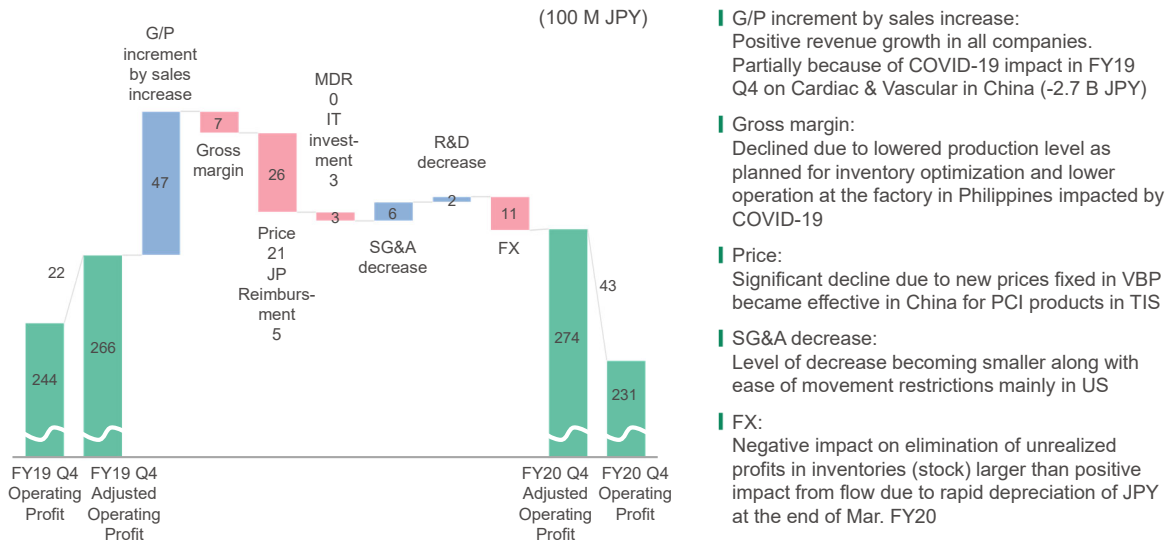 (100 M JPY)
G/P
increment
by sales
increase
MDR
0
IT
invest-
ment
3
R&D
decrease
7
Gross
margin
47
26
3
6
2
11
Price
21
JP
Reimburs-
ment
5
SG&A
decrease
FX
22
43
244
266
274
231
FY19 Q4
Operating
Profit
FY19 Q4
Adjusted
Operating
Profit
FY20 Q4
Adjusted
Operating
Profit
FY20 Q4
Operating
Profit
G/P increment by sales increase:
Positive revenue growth in all companies.
Partially because of COVID-19 impact in FY19
Q4 on Cardiac & Vascular in China (-2.7 B JPY)
Gross margin:
Declined due to lowered production level as
planned for inventory optimization and lower
operation at the factory in Philippines impacted by
COVID-19
Price:
Significant decline due to new prices fixed in VBP
became effective in China for PCI products in TIS
SG&A decrease:
Level of decrease becoming smaller along with
ease of movement restrictions mainly in US
FX:
Negative impact on elimination of unrealized
profits in inventories (stock) larger than positive
impact from flow due to rapid depreciation of JPY
at the end of Mar. FY20